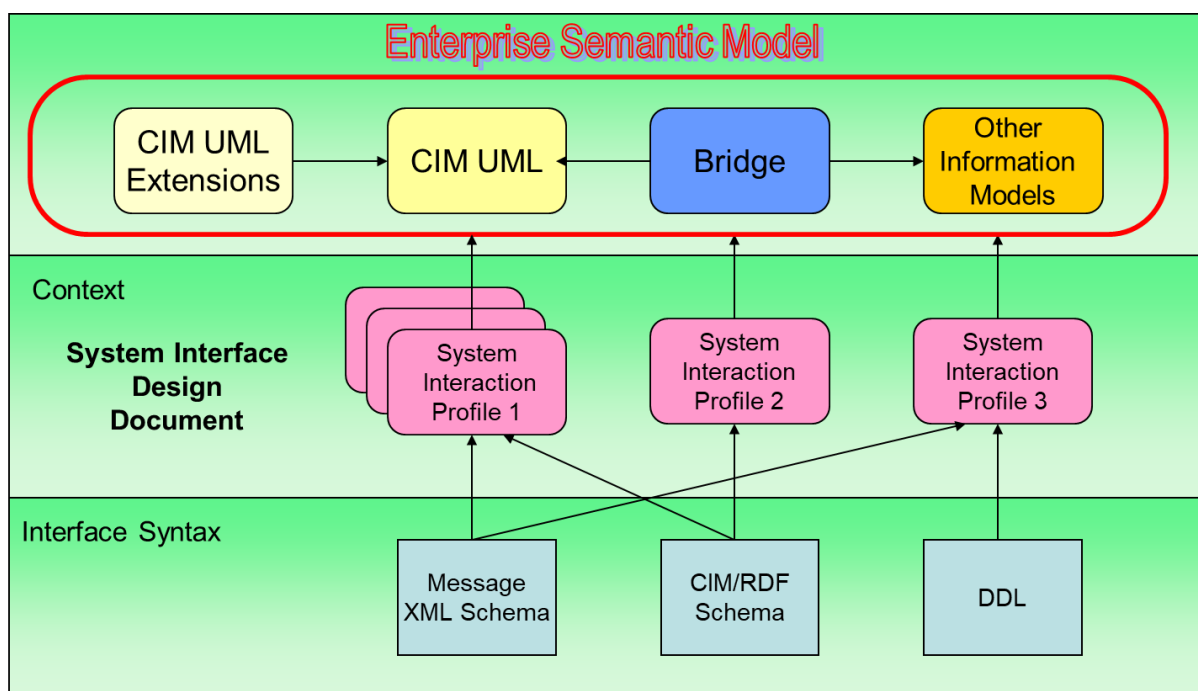 Enterprise Semantic Model
CIM UML
Extensions
CIM UML
Bridge
Other
Information
Models
Context
System Interface
Design
Document
System
Interaction
Profile 1
System
Interaction
Profile 2
System
Interaction
Profile 3
Interface Syntax
Message
XML Schema
CIM/RDF
Schema
DDL